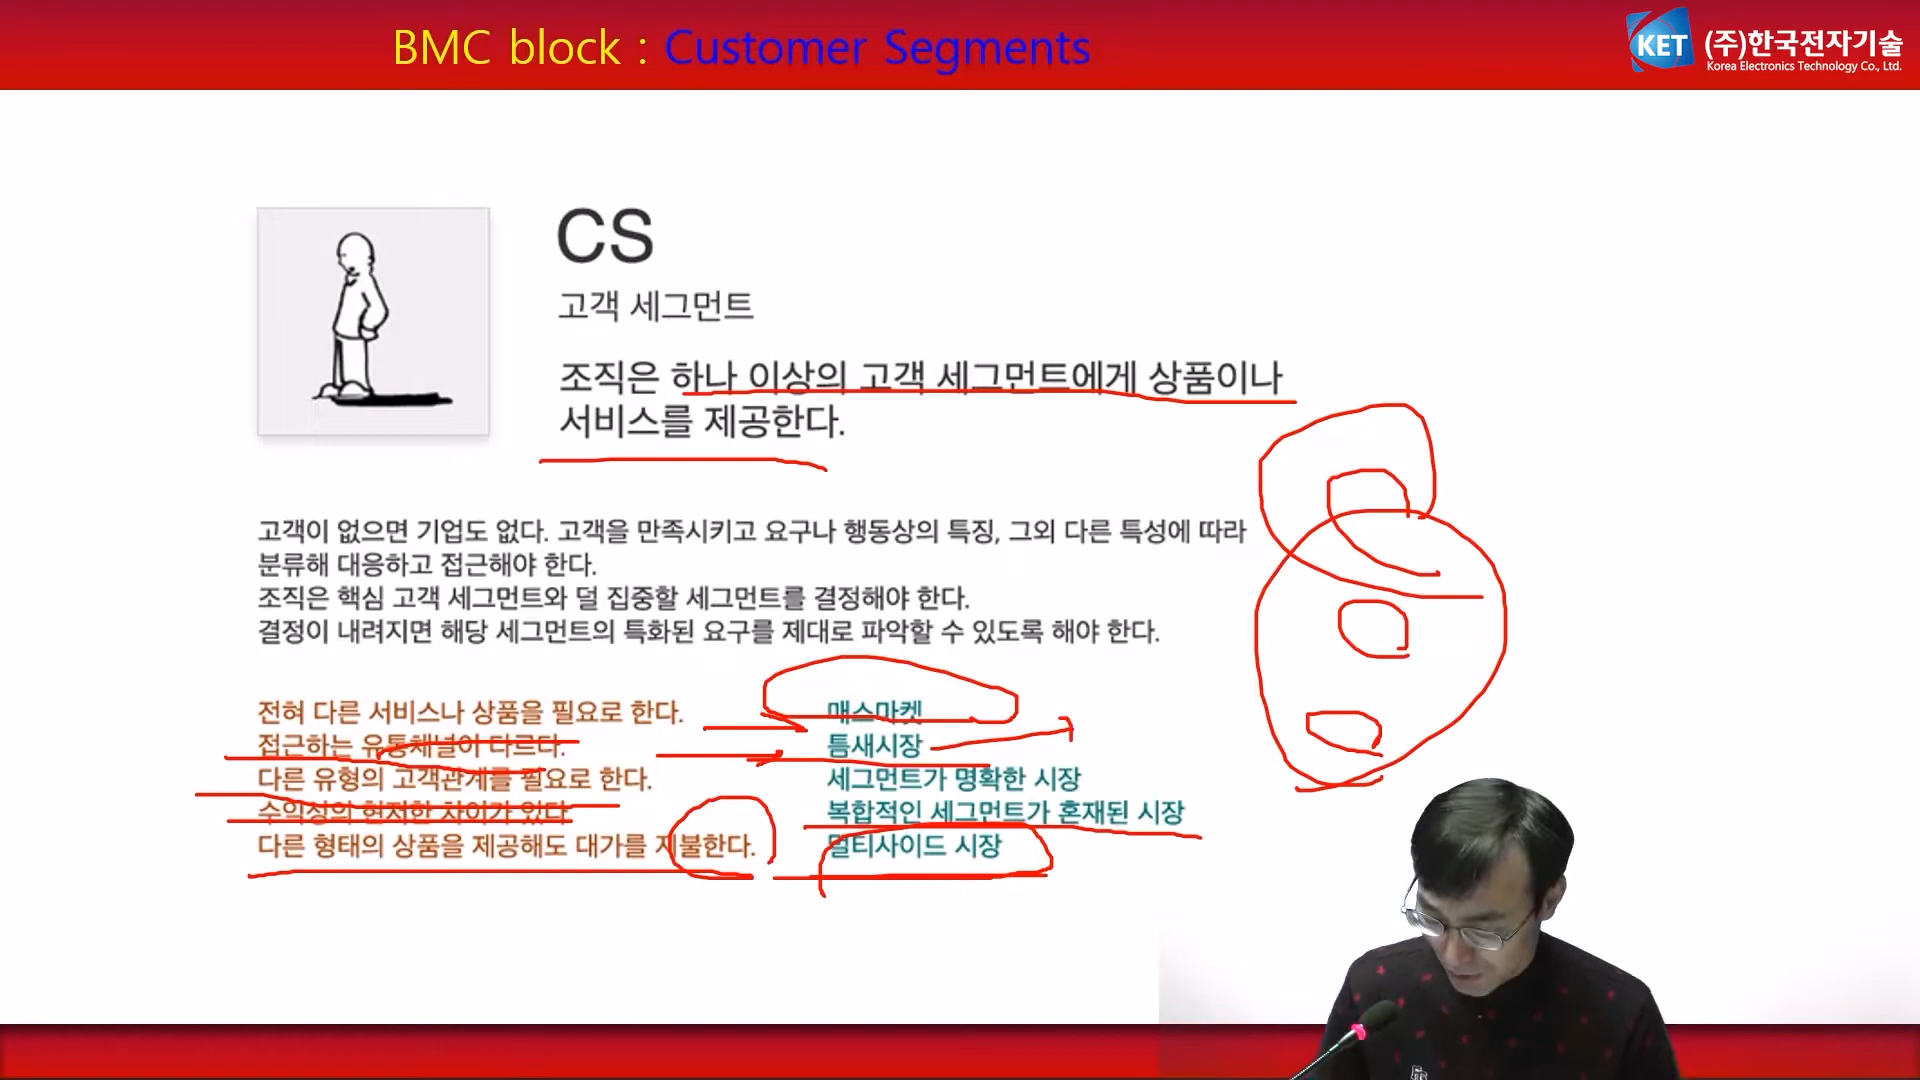 BMC block : Customer Segments
KET (주)한국전자기술
Korea Electronics Technology Co., Ltd.
CS
고객 세그먼트
조직은 하나 이상의 고객 세그먼트에게 상품이나
서비스를 제공한다.
고객이 없으면 기업도 없다. 고객을 만족시키고 요구나 행동상의 특징, 그외 다른 특성에 따라
분류해 대응하고 접근해야 한다.
조직은 핵심 고객 세그먼트와 덜 집중할 세그먼트를 결정해야 한다.
결정이 내려지면 해당 세그먼트의 특화된 요구를 제대로 파악할 수 있도록 해야 한다.
전혀 다른 서비스나 상품을 필요로 한다.
접근하는 유통채널이 다르다.
다른 유형의 고객관계를 필요로 한다.
수익성의 현저한 차이가 있다.
다른 형태의 상품을 제공해도 대가를 지불한다.
매스마켓
틈새시장
세그먼트가 명확한 시장
복합적인 세그먼트가 혼재된 시장
멀티사이드 시장